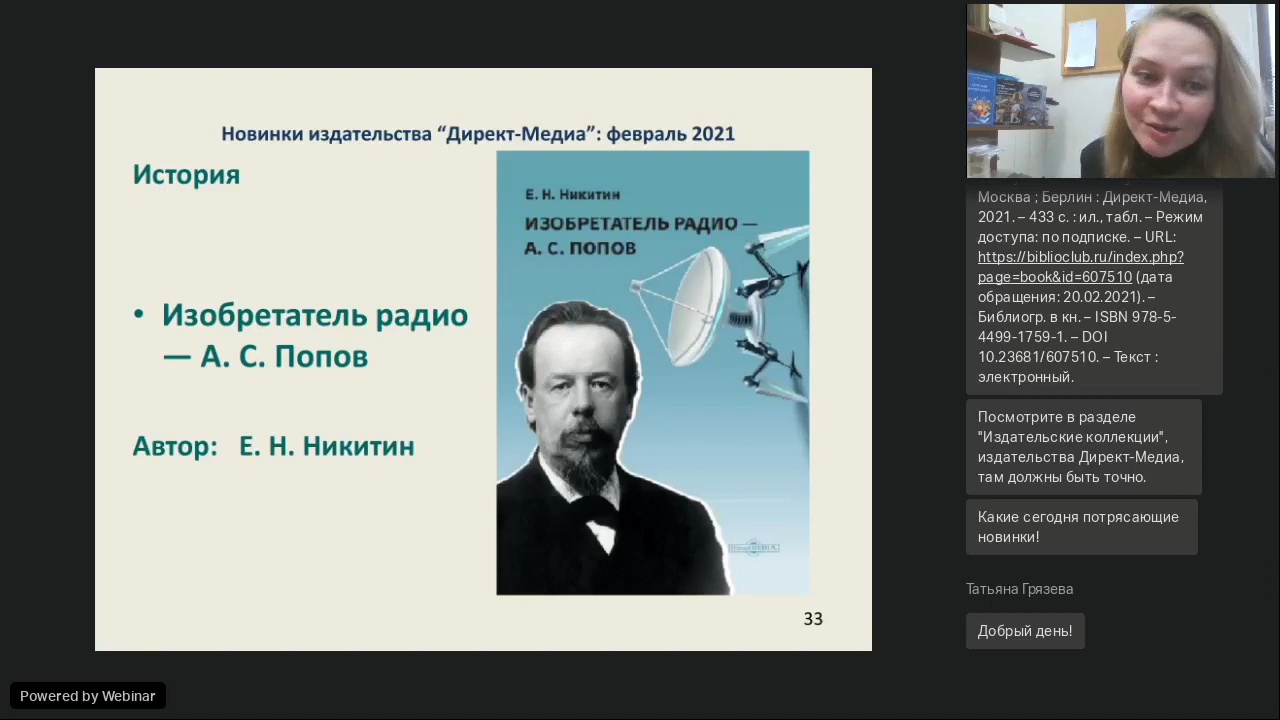 Новинки издательства “Директ-Медиа”: февраль 2021
История
• Изобретатель радио
— А. С. Попов
Автор: Е. Н. Никитин
Е. Н. Никитин
ИЗОБРЕТАТЕЛЬ РАДИО —
А. С. ПОПОВ
33
Москва ; Берлин : Директ-Медиа,
2021. – 433 с. : ил., табл. – Режим
доступа: по подписке. – URL:
https://biblioclub.ru/index.php?
page=book&id=607510 (дата
обращения: 20.02.2021). –
Библиогр. в кн. – ISBN 978-5-
4499-1759-1. – DOI
10.23681/607510. – Текст :
электронный.
Посмотрите в разделе
"Издательские коллекции",
издательства Директ-Медиа,
там должны быть точно.
Какие сегодня потрясающие
новинки!
Татьяна Грязева
Добрый день!
Powered by Webinar